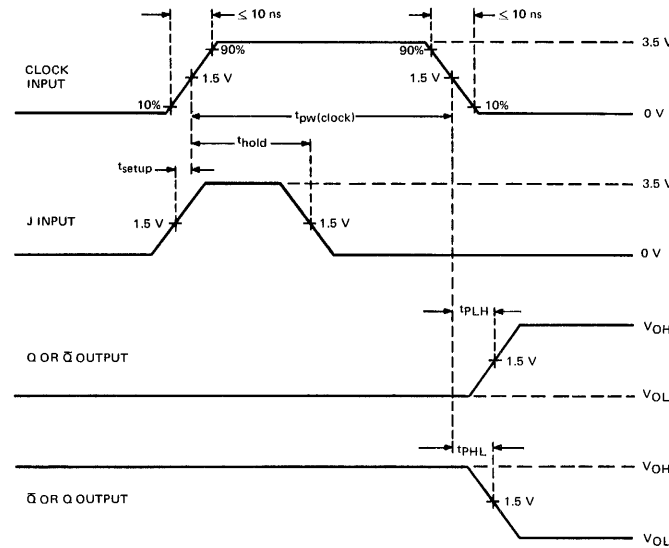 ≤ 10 ns ≤ 10 ns
90% 90% 3.5 V
CLOCK
INPUT
1.5 V 1.5 V
10% 10%
0 V
tpw(clock)
thold
tsetup
3.5 V
J INPUT
1.5 V 1.5 V
0 V
tPLH
VOH
Q OR Q̅ OUTPUT
1.5 V
VOL
tPHL
VOH
Q̅ OR Q OUTPUT
1.5 V
VOL